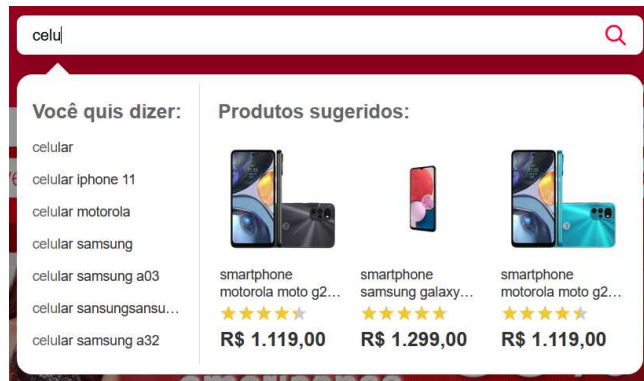 celu
Você quis dizer:
celular
celular iphone 11
celular motorola
celular samsung
celular samsung a03
celular sansungsansu...
celular samsung a32
Produtos sugeridos:
smartphone
motorola moto g2...
R$ 1.119,00
smartphone
samsung galaxy...
R$ 1.299,00
smartphone
motorola moto g2...
R$ 1.119,00